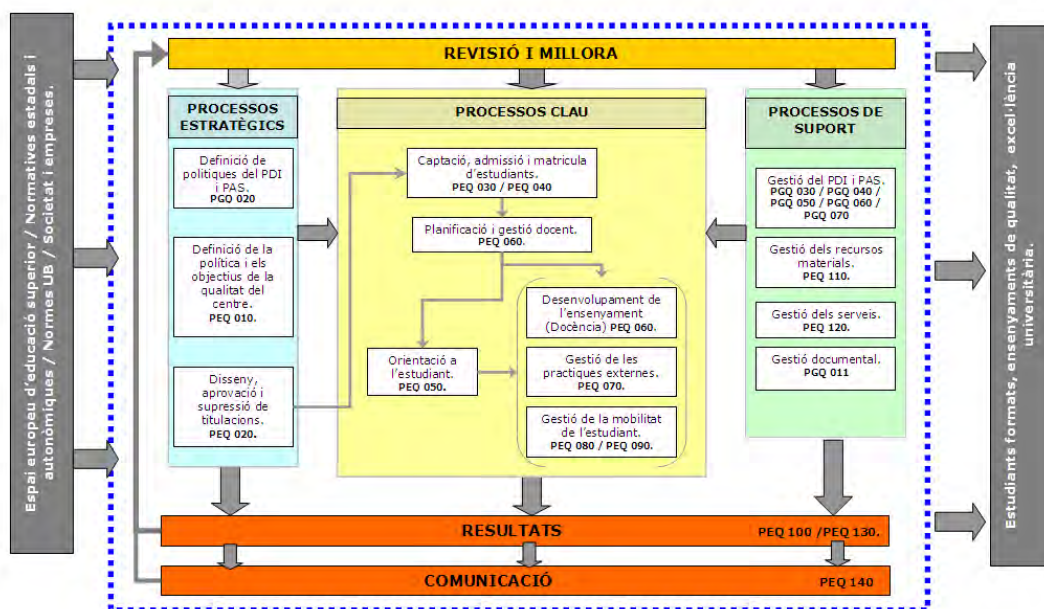 Espai europeu d'educació superior / Normatives estadals i
autonòmiques / Normes UB / Societat i empreses.
REVISIÓ I MILLORA
PROCESSOS
ESTRATÈGICS
Definició de
politiques del PDI
i PAS.
PGQ 020
Definició de la
política i els
objectius de la
qualitat del
centre.
PEQ 010.
Disseny,
aprovació i
supressió de
titulacions.
PEQ 020.
PROCESSOS CLAU
Captació, admissió i matricula
d'estudiants.
PEQ 030 / PEQ 040
Planificació i gestió docent.
PEQ 060.
Orientació a
l'estudiant.
PEQ 050.
Desenvolupament de
l'ensenyament
(Docència) PEQ 060.
Gestió de les
practiques externes.
PEQ 070.
Gestió de la mobilitat
de l'estudiant.
PEQ 080 / PEQ 090.
PROCESSOS DE
SUPORT
Gestió del PDI i PAS.
PGQ 030 / PGQ 040 /
PGQ 050 / PGQ 060 /
PGQ 070
Gestió dels recursos
materials.
PEQ 110.
Gestió dels serveis.
PEQ 120.
Gestió documental.
PGQ 011
RESULTATS
PEQ 100 /PEQ 130.
COMUNICACIÓ
PEQ 140
Estudiants formats, ensenyaments de qualitat, excel·lència
universitària.